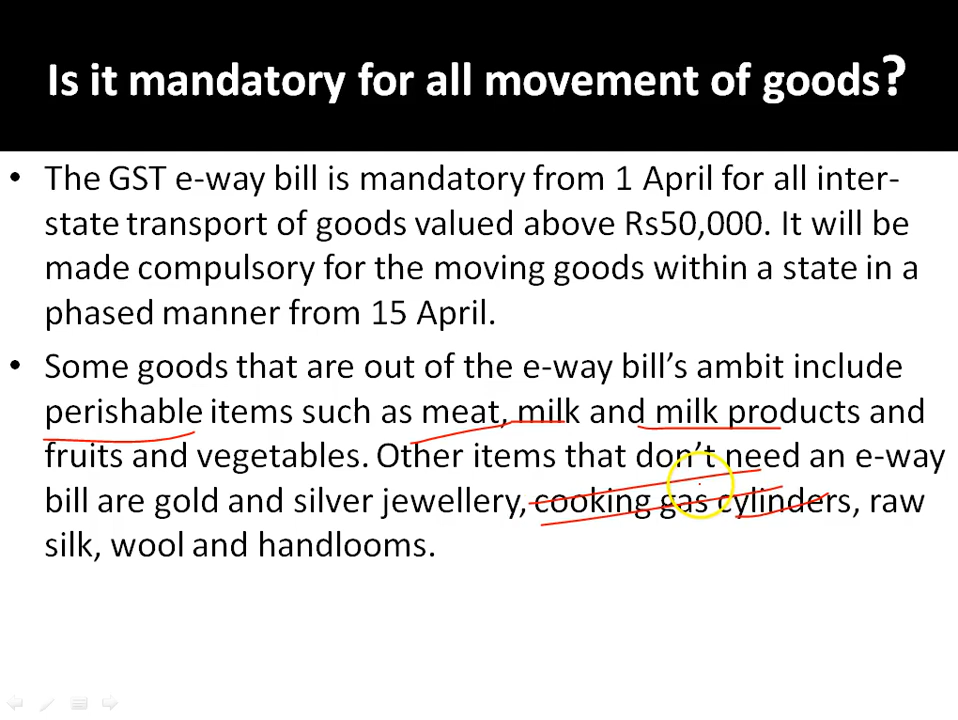 Is it mandatory for all movement of goods?
• The GST e-way bill is mandatory from 1 April for all inter-
state transport of goods valued above Rs50,000. It will be
made compulsory for the moving goods within a state in a
phased manner from 15 April.
• Some goods that are out of the e-way bill’s ambit include
perishable items such as meat, milk and milk products and
fruits and vegetables. Other items that don’t need an e-way
bill are gold and silver jewellery, cooking gas cylinders, raw
silk, wool and handlooms.